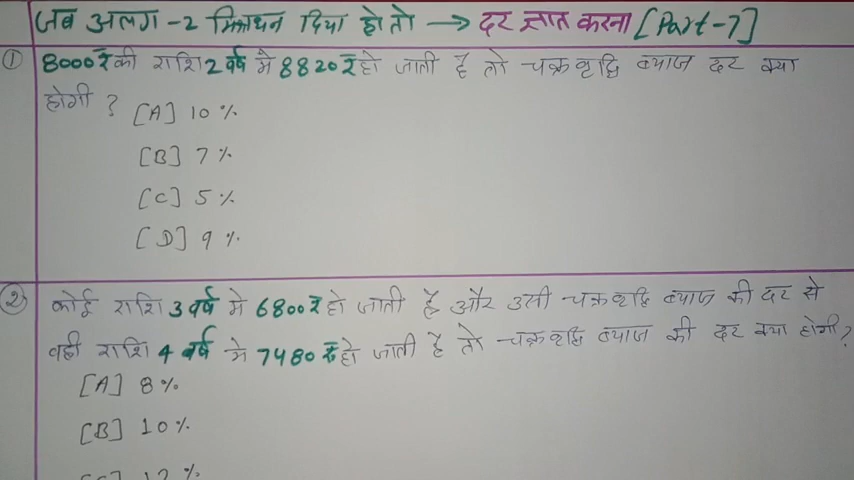 जब अलग-2 मिश्रधन दिया हो तो → दर ज्ञात करना [Part-7]
① 8000₹ की राशि 2 वर्ष मे 8820₹ हो जाती है तो चक्रवृद्धि ब्याज दर क्या
होगी ?
[A] 10 %
[B] 7 %
[C] 5 %
[D] 9 %
② कोई राशि 3 वर्ष मे 6800₹ हो जाती है और उसी चक्रवृद्धि ब्याज की दर से
वही राशि 4 वर्ष मे 7480₹ हो जाती है तो चक्रवृद्धि ब्याज की दर क्या होगी?
[A] 8 %
[B] 10 %